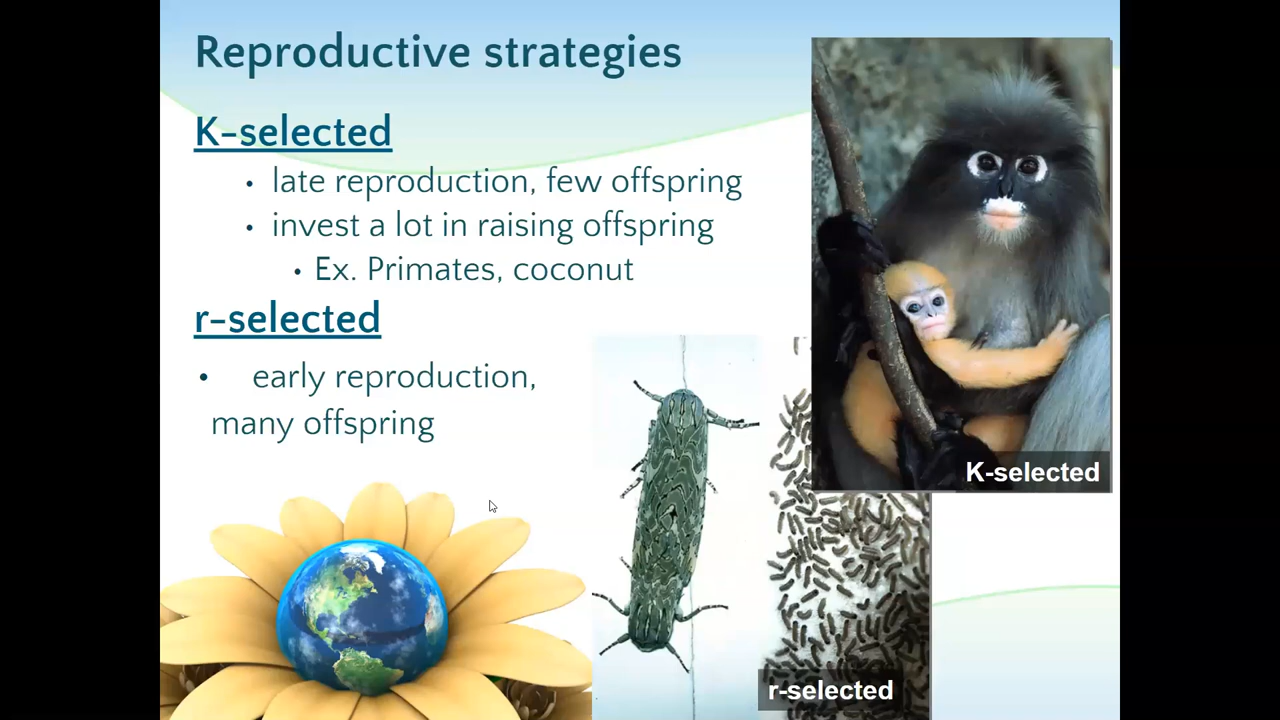 Reproductive strategies
K-selected
• late reproduction, few offspring
• invest a lot in raising offspring
• Ex. Primates, coconut
r-selected
• early reproduction,
many offspring
K-selected
r-selected